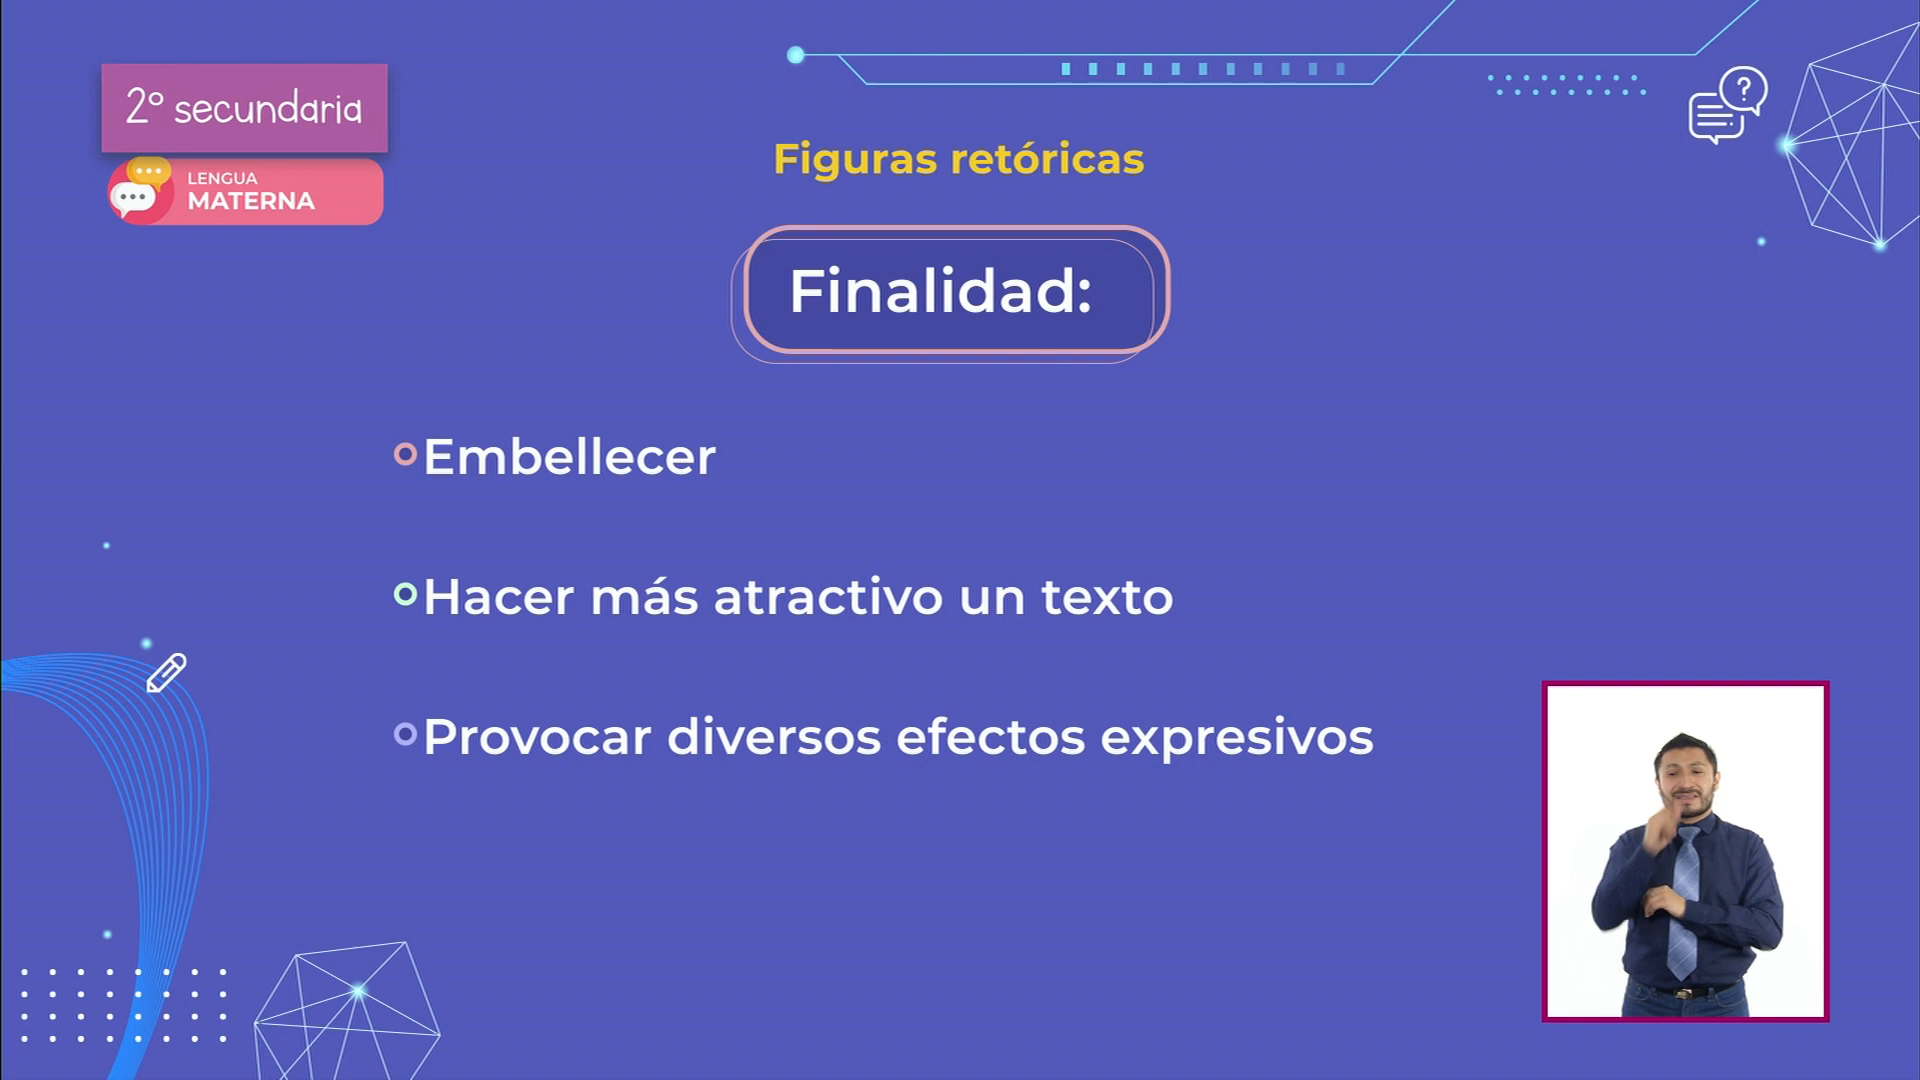 2° secundaria
LENGUA
MATERNA
Figuras retóricas
?
Finalidad:
Embellecer
Hacer más atractivo un texto
Provocar diversos efectos expresivos